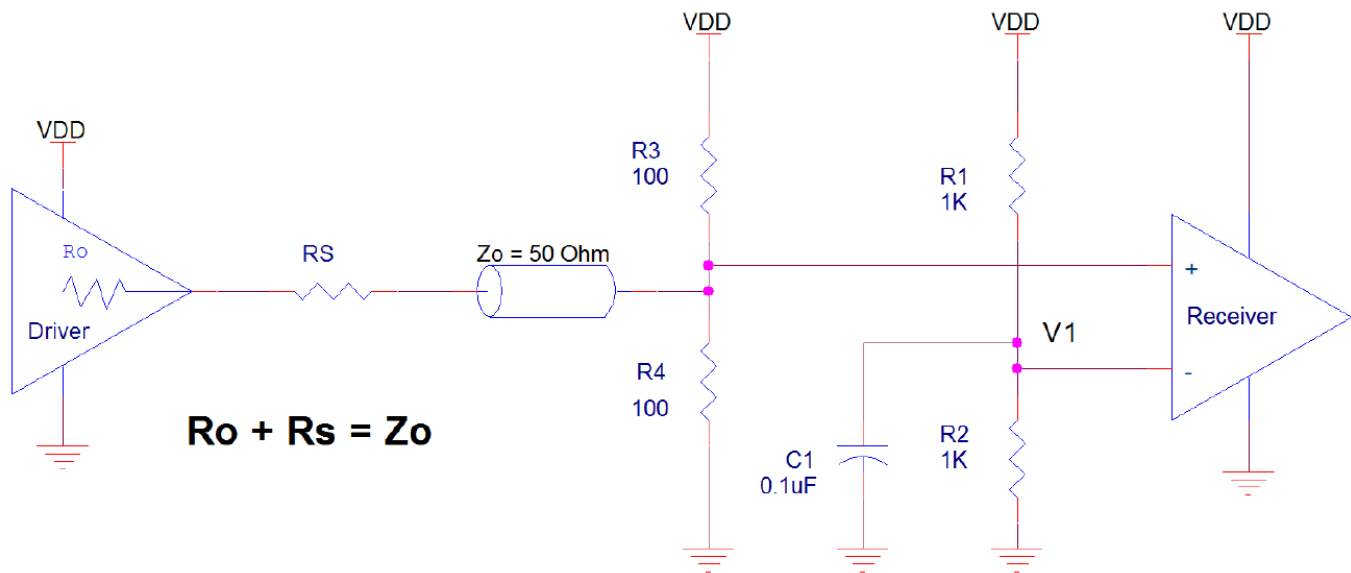 VDD
VDD
VDD
VDD
R3
100
R1
1K
Ro
RS
Zo = 50 Ohm
+
Driver
Receiver
V1
-
R4
100
Ro + Rs = Zo
R2
1K
C1
0.1uF